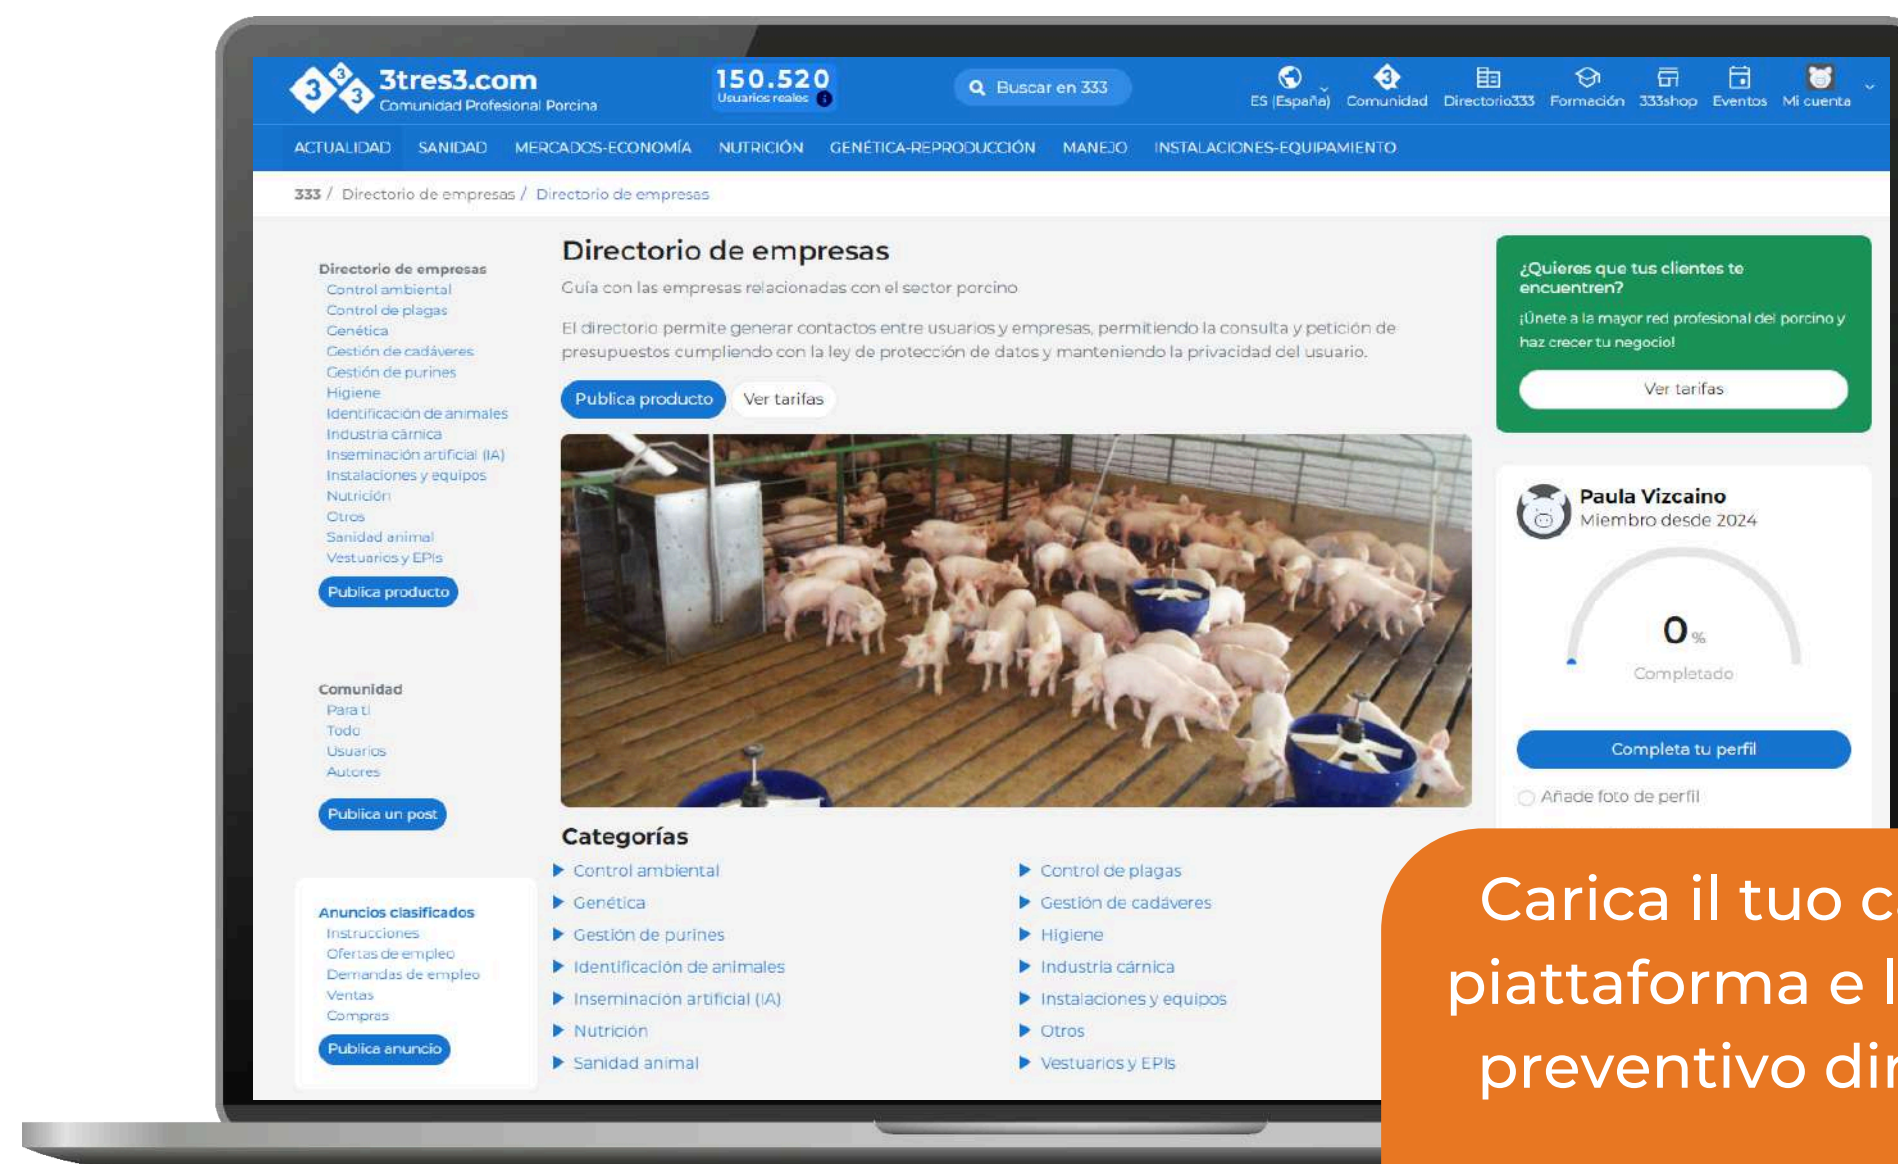 3 3 3
3tres3.com
Comunidad Profesional Porcina
150.520
Usuarios reales
Buscar en 333
ES (España)
3
Comunidad
Directorio333
Formación
333shop
Eventos
Mi cuenta
ACTUALIDAD SANIDAD MERCADOS-ECONOMÍA NUTRICIÓN GENÉTICA-REPRODUCCIÓN MANEJO INSTALACIONES-EQUIPAMIENTO
333 / Directorio de empresas / Directorio de empresas
Directorio de empresas
Control ambiental
Control de plagas
Genética
Gestión de cadáveres
Gestión de purines
Higiene
Identificación de animales
Industria cárnica
Inseminación artificial (IA)
Instalaciones y equipos
Nutrición
Otros
Sanidad animal
Vestuarios y EPIs
Publica producto
Comunidad
Para ti
Todo
Usuarios
Autores
Publica un post
Anuncios clasificados
Instrucciones
Ofertas de empleo
Demandas de empleo
Ventas
Compras
Publica anuncio
Directorio de empresas
Guía con las empresas relacionadas con el sector porcino
El directorio permite generar contactos entre usuarios y empresas, permitiendo la consulta y petición de
presupuestos cumpliendo con la ley de protección de datos y manteniendo la privacidad del usuario.
Publica producto
Ver tarifas
Categorías
Control ambiental
Control de plagas
Genética
Gestión de cadáveres
Gestión de purines
Higiene
Identificación de animales
Industria cárnica
Inseminación artificial (IA)
Instalaciones y equipos
Nutrición
Otros
Sanidad animal
Vestuarios y EPIs
¿Quieres que tus clientes te
encuentren?
¡Únete a la mayor red profesional del porcino y
haz crecer tu negocio!
Ver tarifas
Paula Vizcaino
Miembro desde 2024
0 %
Completado
Completa tu perfil
Añade foto de perfil
Carica il tuo
piattaforma e
preventivo